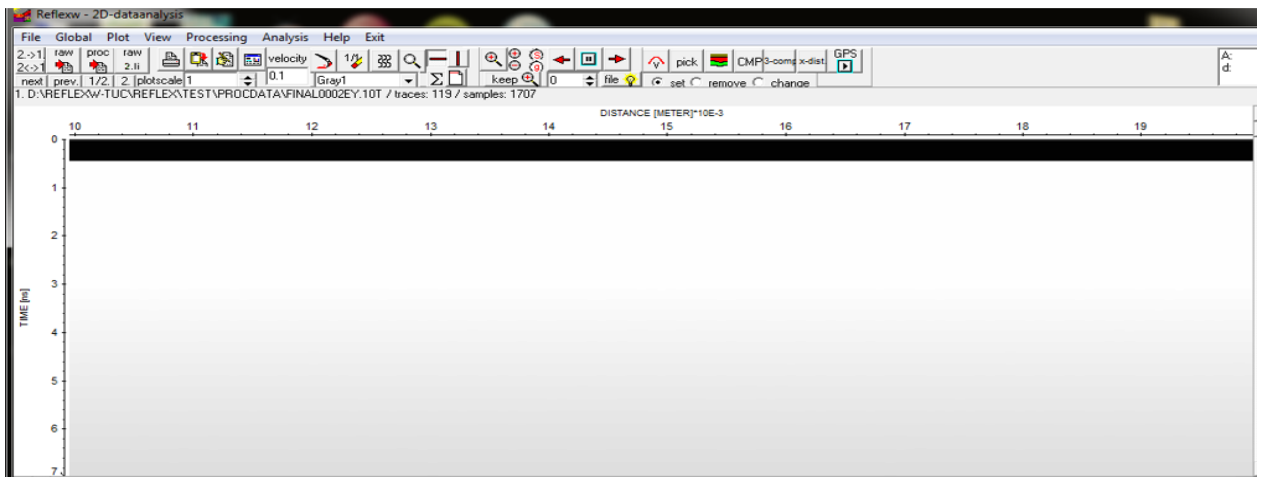 Reflexw - 2D-dataanalysis
File Global Plot View Processing Analysis Help Exit
2.->1 raw proc raw velocity 1/2 pick CMP 3-comp x-dist. GPS A:
2<->1 2.li d:
next prev. 1/2. 2. plotscale 1 0.1 Gray1 Σ keep 0 file set remove change
1. D:\REFLEXW-TUC\REFLEX\TEST\PROCDATA\FINAL0002EY.10T / traces: 119 / samples: 1707
DISTANCE [METER]*10E-3
10 11 12 13 14 15 16 17 18 19
0
1
2
3
4
5
6
7
TIME [ns]